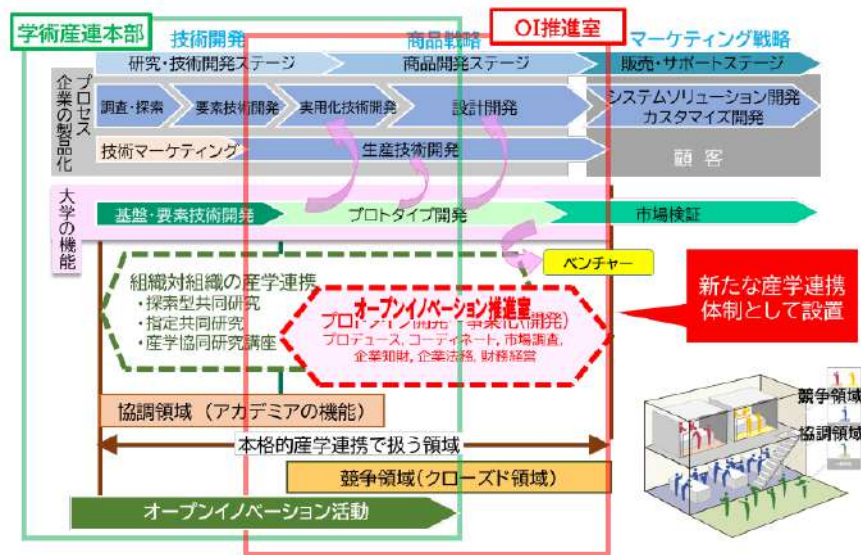 学術産連本部
OI推進室
技術開発
商品戦略
マーケティング戦略
研究・技術開発ステージ
商品開発ステージ
販売・サポートステージ
企業の製品化
プロセス
調査・探索
要素技術開発
実用化技術開発
設計開発
システムソリューション開発
カスタマイズ開発
技術マーケティング
生産技術開発
顧客
大学の機能
基盤・要素技術開発
プロトタイプ開発
市場検証
ベンチャー
組織対組織の産学連携
・探索型共同研究
・指定共同研究
・産学協同研究講座
オープンイノベーション推進室
プロトタイプ開発・事業化(開発)
プロデュース, コーディネート, 市場調査,
企業知財, 企業法務, 財務経営
新たな産学連携
体制として設置
競争領域
協調領域
協調領域（アカデミアの機能）
本格的産学連携で扱う領域
競争領域(クローズド領域)
オープンイノベーション活動